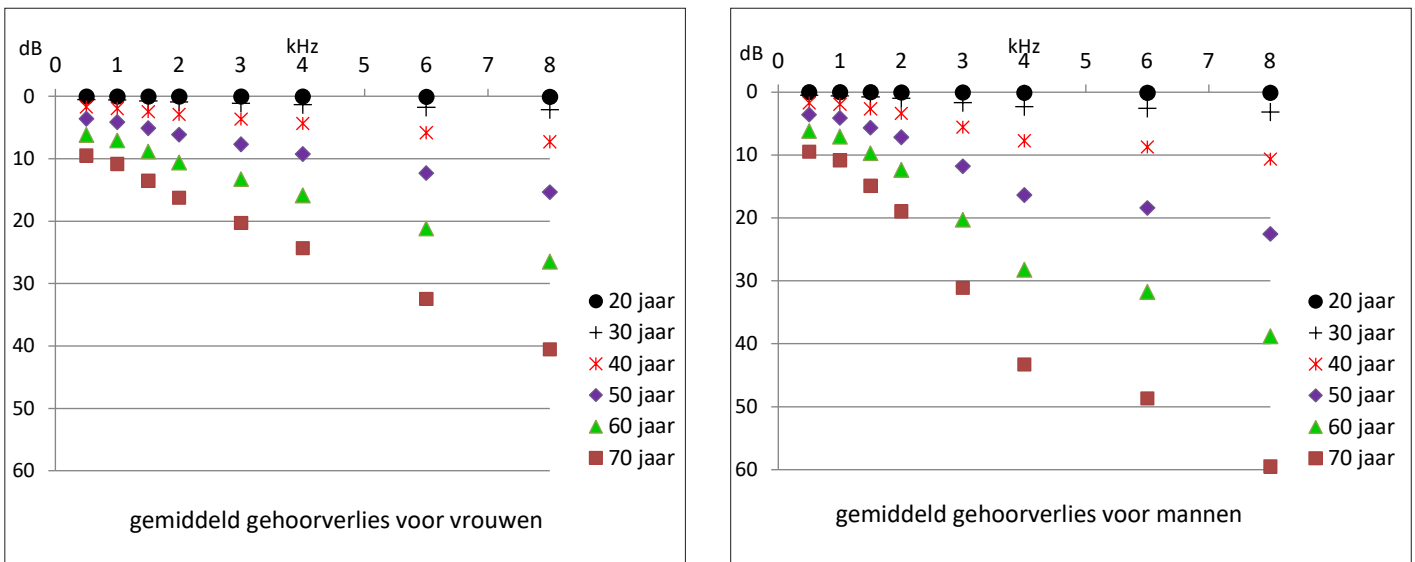 dB
kHz
0 1 2 3 4 5 6 7 8
0
10
20
30
40
50
60
20 jaar
30 jaar
40 jaar
50 jaar
60 jaar
70 jaar
gemiddeld gehoorverlies voor vrouwen
dB
kHz
0 1 2 3 4 5 6 7 8
0
10
20
30
40
50
60
20 jaar
30 jaar
40 jaar
50 jaar
60 jaar
70 jaar
gemiddeld gehoorverlies voor mannen